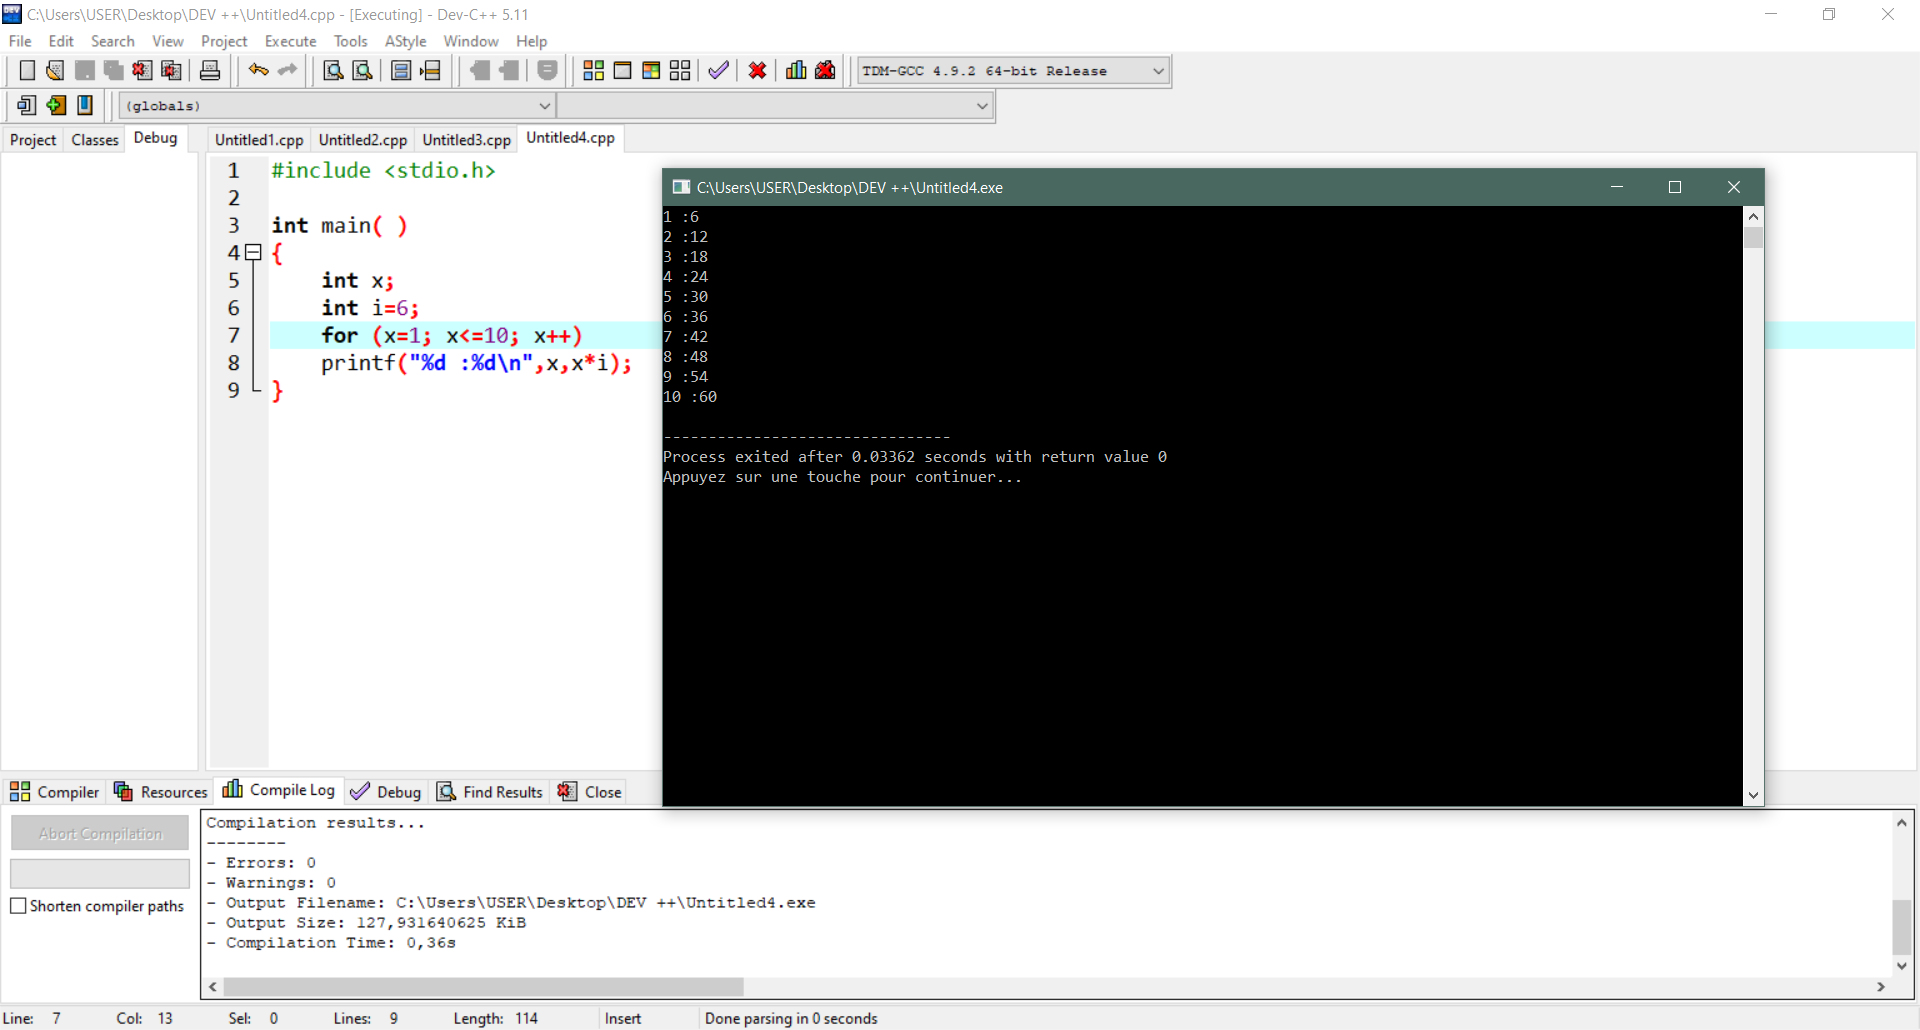 C:\Users\USER\Desktop\DEV ++\Untitled4.cpp - [Executing] - Dev-C++ 5.11
File Edit Search View Project Execute Tools AStyle Window Help
TDM-GCC 4.9.2 64-bit Release
(globals)
Project Classes Debug Untitled1.cpp Untitled2.cpp Untitled3.cpp Untitled4.cpp
1 #include <stdio.h>
2
3 int main( )
4 {
5 int x;
6 int i=6;
7 for (x=1; x<=10; x++)
8 printf("%d :%d\n",x,x*i);
9 }
C:\Users\USER\Desktop\DEV ++\Untitled4.exe
1 :6
2 :12
3 :18
4 :24
5 :30
6 :36
7 :42
8 :48
9 :54
10 :60
--------------------------------
Process exited after 0.03362 seconds with return value 0
Appuyez sur une touche pour continuer...
Compiler Resources Compile Log Debug Find Results Close
Abort Compilation
Shorten compiler paths
Compilation results...
--------
- Errors: 0
- Warnings: 0
- Output Filename: C:\Users\USER\Desktop\DEV ++\Untitled4.exe
- Output Size: 127,931640625 KiB
- Compilation Time: 0,36s
Line: 7 Col: 13 Sel: 0 Lines: 9 Length: 114 Insert Done parsing in 0 seconds